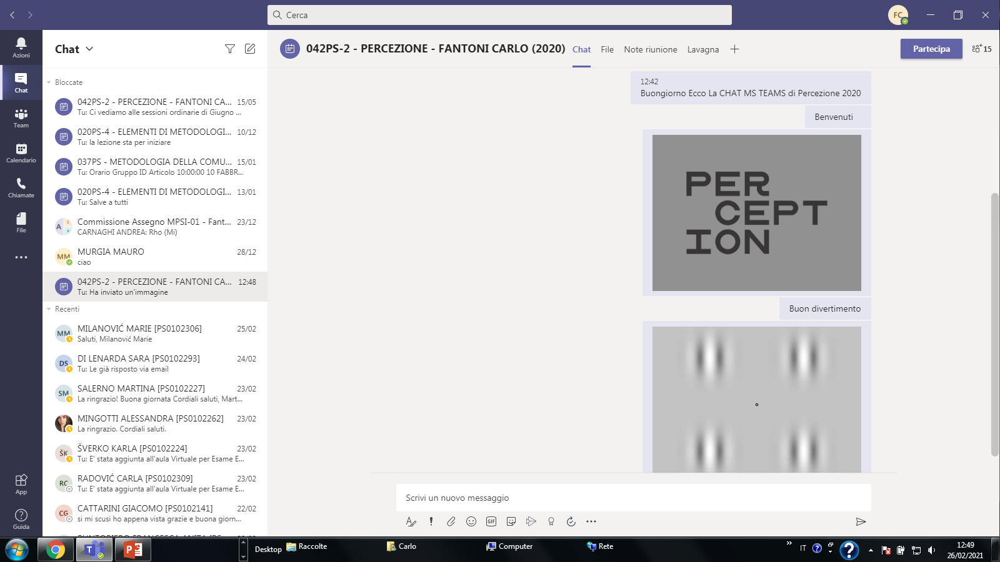 Cerca
FC
Azioni
Chat
Team
Calendario
Chiamate
File
App
Guida
Chat
Bloccate
042PS-2 - PERCEZIONE - FANTONI CA... 15/05
Tu: Ci vediamo alle sessioni ordinarie di Giugno ...
020PS-4 - ELEMENTI DI METODOLOGI... 10/12
Tu: la lezione sta per iniziare
037PS - METODOLOGIA DELLA COMU... 15/01
Tu: Orario Gruppo ID Articolo 10:00:00 10 FABBR...
020PS-4 - ELEMENTI DI METODOLOGI... 13/01
Tu: Salve a tutti
Commissione Assegno MPSI-01 - Fant... 23/12
CARNAGHI ANDREA: Rho (Mi)
MM
MURGIA MAURO 28/12
ciao
042PS-2 - PERCEZIONE - FANTONI CA... 12:48
Tu: Ha inviato un'immagine
Recenti
MM
MILANOVIĆ MARIE [PS0102306] 25/02
Saluti, Milanović Marie
DS
DI LENARDA SARA [PS0102293] 24/02
Tu: Le già risposto via email
SM
SALERNO MARTINA [PS0102227] 23/02
La ringrazio! Buona giornata Cordiali saluti, Mart...
MINGOTTI ALESSANDRA [PS0102262] 23/02
La ringrazio. Cordiali saluti.
ŠK
ŠVERKO KARLA [PS0102224] 23/02
Tu: E' stata aggiunta all'aula Virtuale per Esame E...
RC
RADOVIĆ CARLA [PS0102309] 23/02
Tu: E' stata aggiunta all'aula Virtuale per Esame E...
CG
CATTARINI GIACOMO [PS0102141] 22/02
si mi scusi ho appena vista grazie e buona giorn...
042PS-2 - PERCEZIONE - FANTONI CARLO (2020) Chat File Note riunione Lavagna
Partecipa 15
12:42
Buongiorno Ecco La CHAT MS TEAMS di Percezione 2020
Benvenuti
PER
CEPT
ION
Buon divertimento
Scrivi un nuovo messaggio
GIF
Desktop Raccolte Carlo Computer Rete
IT
12:49
26/02/2021